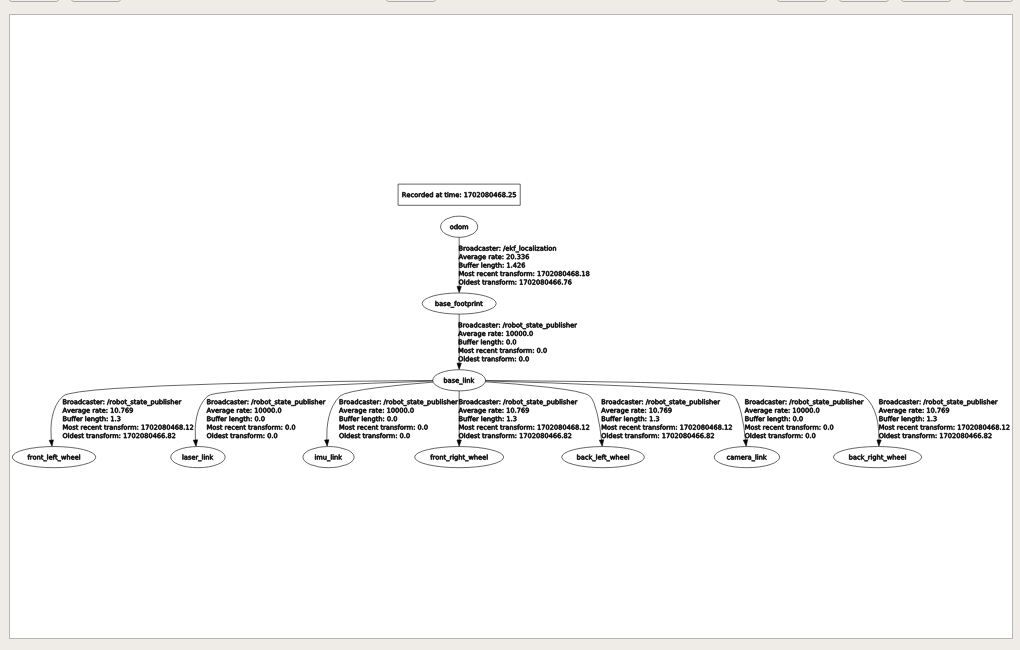 Recorded at time: 1702080468.25
odom
Broadcaster: /ekf_localization
Average rate: 20.336
Buffer length: 1.426
Most recent transform: 1702080468.18
Oldest transform: 1702080466.76
base_footprint
Broadcaster: /robot_state_publisher
Average rate: 10000.0
Buffer length: 0.0
Most recent transform: 0.0
Oldest transform: 0.0
base_link
Broadcaster: /robot_state_publisher
Average rate: 10.769
Buffer length: 1.3
Most recent transform: 1702080468.12
Oldest transform: 1702080466.82
front_left_wheel
Broadcaster: /robot_state_publisher
Average rate: 10000.0
Buffer length: 0.0
Most recent transform: 0.0
Oldest transform: 0.0
laser_link
Broadcaster: /robot_state_publisher
Average rate: 10000.0
Buffer length: 0.0
Most recent transform: 0.0
Oldest transform: 0.0
imu_link
Broadcaster: /robot_state_publisher
Average rate: 10.769
Buffer length: 1.3
Most recent transform: 1702080468.12
Oldest transform: 1702080466.82
front_right_wheel
Broadcaster: /robot_state_publisher
Average rate: 10.769
Buffer length: 1.3
Most recent transform: 1702080468.12
Oldest transform: 1702080466.82
back_left_wheel
Broadcaster: /robot_state_publisher
Average rate: 10000.0
Buffer length: 0.0
Most recent transform: 0.0
Oldest transform: 0.0
camera_link
Broadcaster: /robot_state_publisher
Average rate: 10.769
Buffer length: 1.3
Most recent transform: 1702080468.12
Oldest transform: 1702080466.82
back_right_wheel